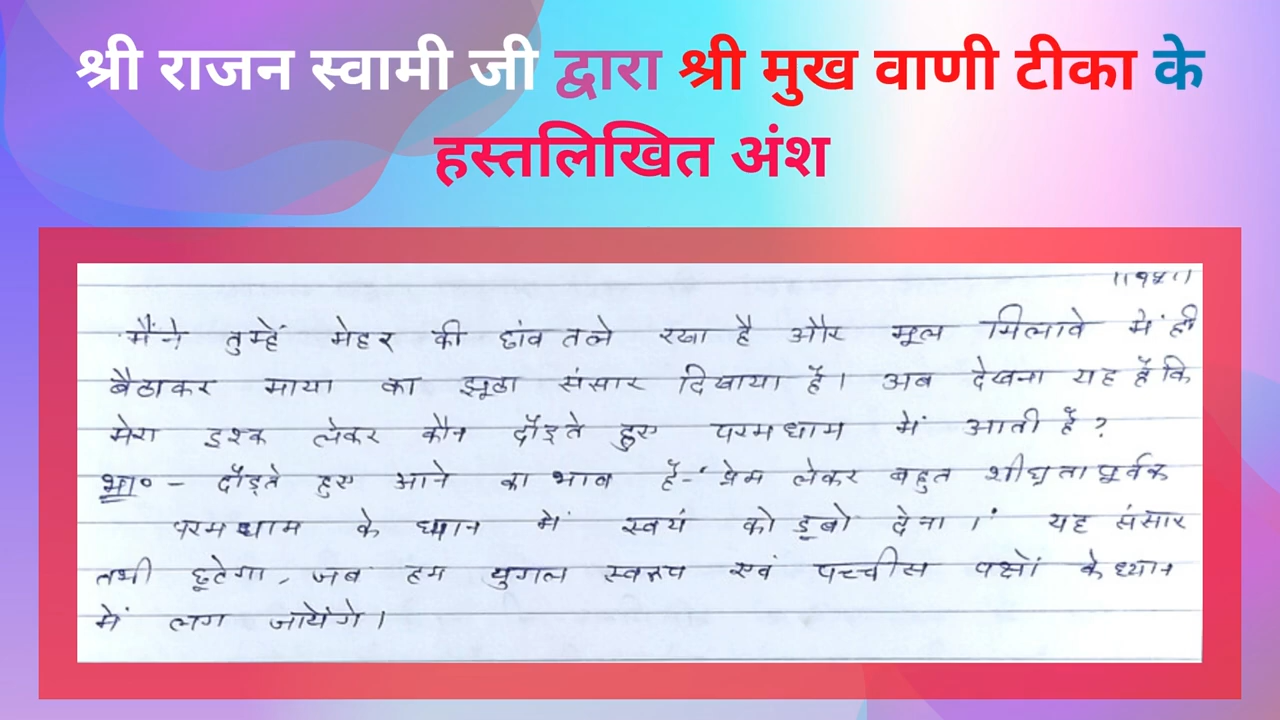 श्री राजन स्वामी जी द्वारा श्री मुख वाणी टीका के
हस्तलिखित अंश
मैंने तुम्हें मेहर की छांव तले रखा है और मूल मिलावे में ही
बैठाकर माया का झूठा संसार दिखाया है। अब देखना यह है कि
मेरा इश्क लेकर कौन दौड़ते हुए परमधाम में आती है?
भा० - दौड़ते हुए आने का भाव है- 'प्रेम लेकर बहुत शीघ्रतापूर्वक
परमधाम के ध्यान में स्वयं को डूबो देना।' यह संसार
तभी छूटेगा, जब हम युगल स्वरूप एवं पच्चीस पक्षों के ध्यान
में लग जायेंगे।